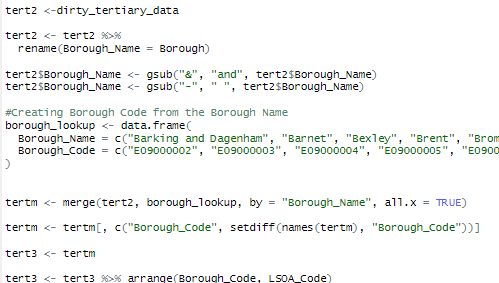 tert2 <-dirty_tertiary_data
tert2 <- tert2 %>%
rename(Borough_Name = Borough)
tert2$Borough_Name <- gsub("&", "and", tert2$Borough_Name)
tert2$Borough_Name <- gsub("-", " ", tert2$Borough_Name)
#Creating Borough Code from the Borough Name
borough_lookup <- data.frame(
Borough_Name = c("Barking and Dagenham", "Barnet", "Bexley", "Brent", "Brom
Borough_Code = c("E09000002", "E09000003", "E09000004", "E09000005", "E0900
)
tertm <- merge(tert2, borough_lookup, by = "Borough_Name", all.x = TRUE)
tertm <- tertm[, c("Borough_Code", setdiff(names(tertm), "Borough_Code"))]
tert3 <- tertm
tert3 <- tert3 %>% arrange(Borough_Code, LSOA_Code)